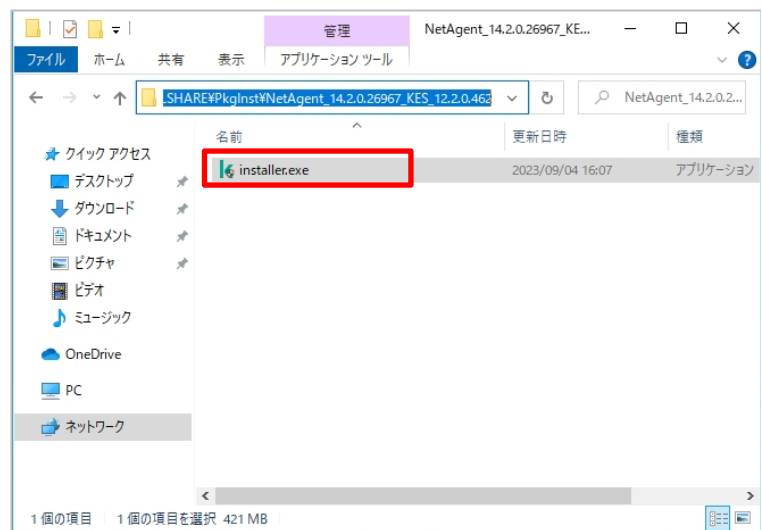 管理
NetAgent_14.2.0.26967_KE...
ファイル ホーム 共有 表示 アプリケーション ツール
.SHARE¥PkgInst¥NetAgent_14.2.0.26967_KES_12.2.0.462
NetAgent_14.2.0.2...
名前 更新日時 種類
クイック アクセス
installer.exe 2023/09/04 16:07 アプリケーション
デスクトップ
ダウンロード
ドキュメント
ピクチャ
ビデオ
ミュージック
OneDrive
PC
ネットワーク
1 個の項目 1 個の項目を選択 421 MB